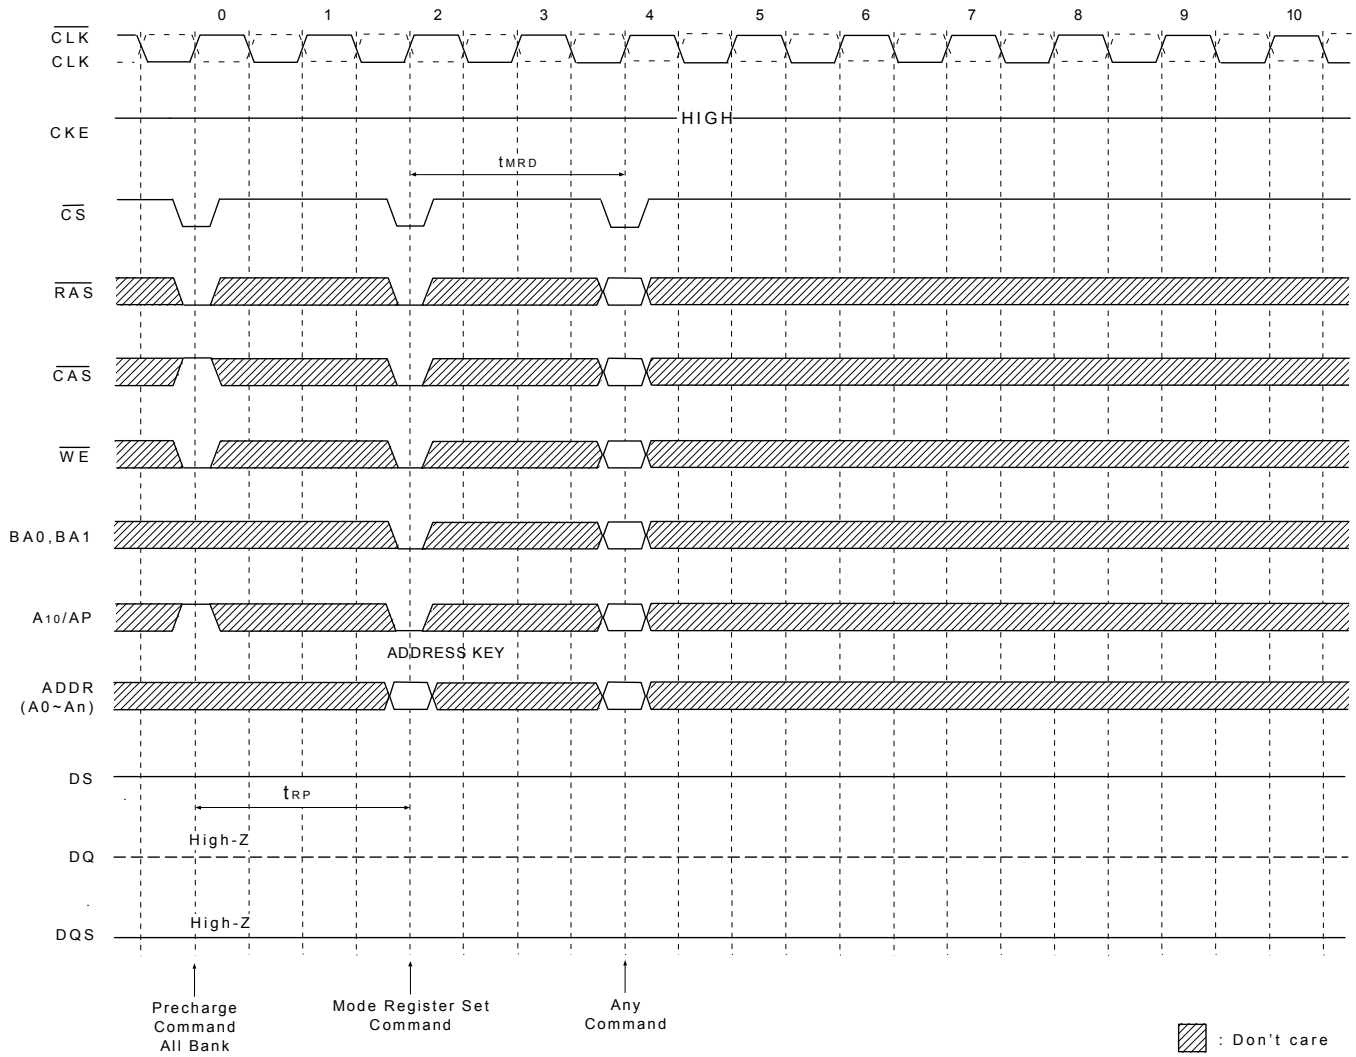 0 1 2 3 4 5 6 7 8 9 10
CLK
CLK
CKE
HIGH
tMRD
CS
RAS
CAS
WE
BA0,BA1
A10/AP
ADDRESS KEY
ADDR
(A0~An)
DS
tRP
High-Z
DQ
High-Z
DQS
Precharge
Command
All Bank
Mode Register Set
Command
Any
Command
: Don't care